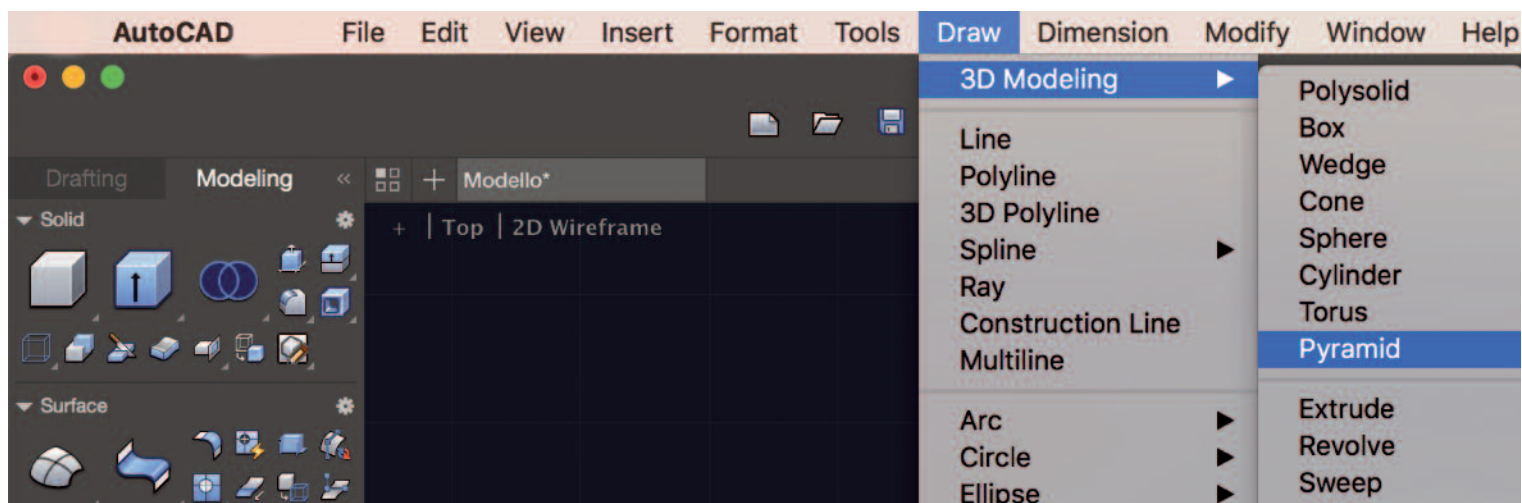 AutoCAD File Edit View Insert Format Tools Draw Dimension Modify Window Help
Drafting Modeling « Modello*
Solid
+ | Top | 2D Wireframe
Surface
3D Modeling
Line
Polyline
3D Polyline
Spline
Ray
Construction Line
Multiline
Arc
Circle
Ellipse
Polysolid
Box
Wedge
Cone
Sphere
Cylinder
Torus
Pyramid
Extrude
Revolve
Sweep